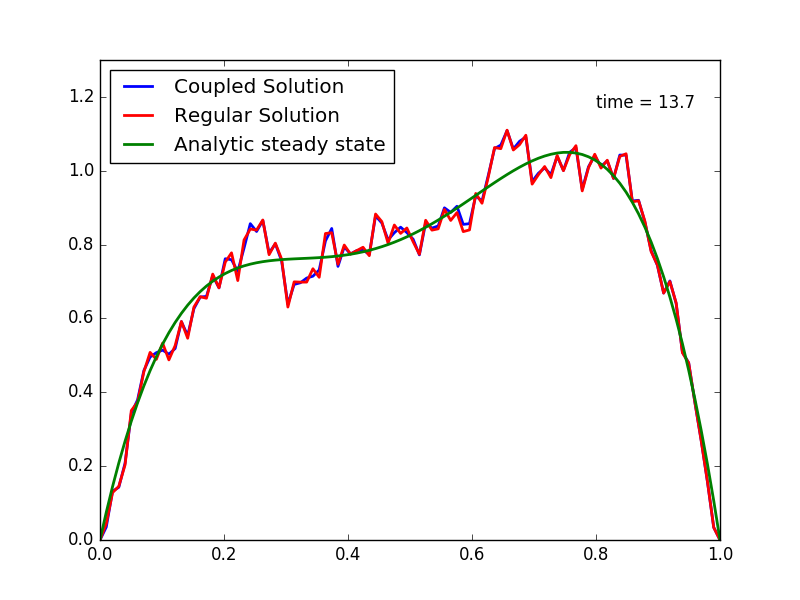 1.2
1.0
0.8
0.6
0.4
0.2
0.0
Coupled Solution
Regular Solution
Analytic steady state
time = 13.7
0.0 0.2 0.4 0.6 0.8 1.0